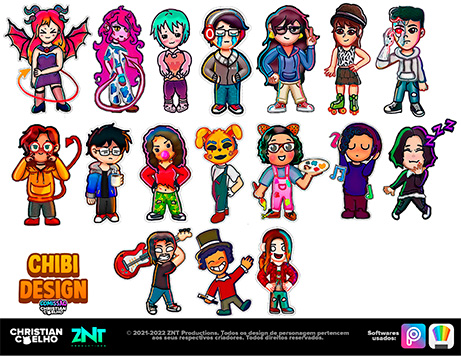 ZZZ
CHIBI
DESIGN
COMISSÃO
CHRISTIAN
COELHO
CHRISTIAN
COELHO
ZNT
© 2021-2022 ZNT Productions. Todos os design de personagem pertencem
aos seus respectivos criadores. Todos direitos reservados.
Softwares
usados: